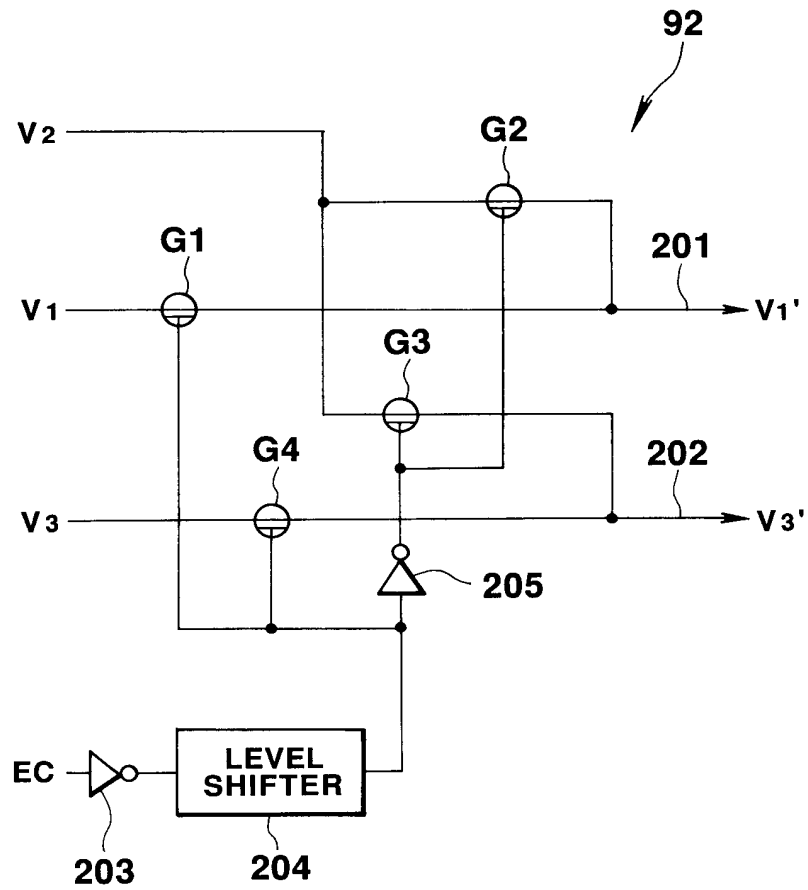 92
V2
G2
G1
201
V1
V1'
G3
G4
202
V3
V3'
205
EC
LEVEL
SHIFTER
203
204